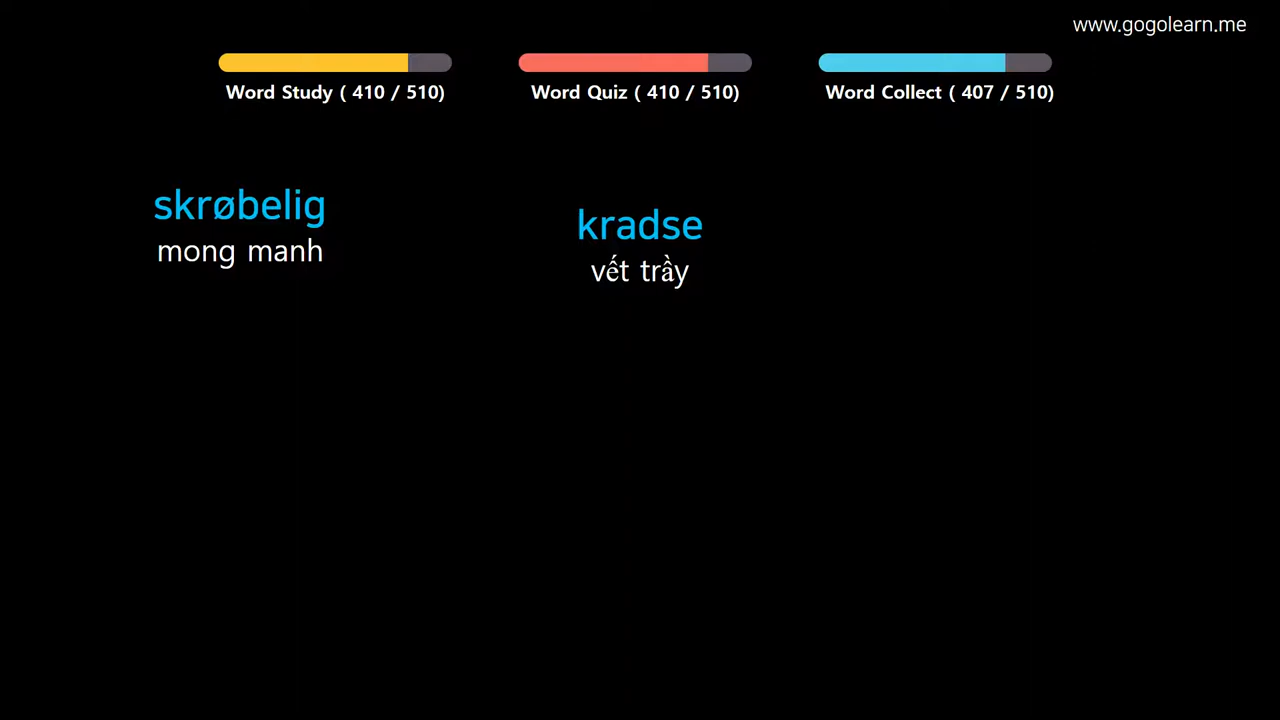 www.gogolearn.me
Word Study ( 410 / 510)
Word Quiz ( 410 / 510)
Word Collect ( 407 / 510)
skrøbelig
mong manh
kradse
vết trầy